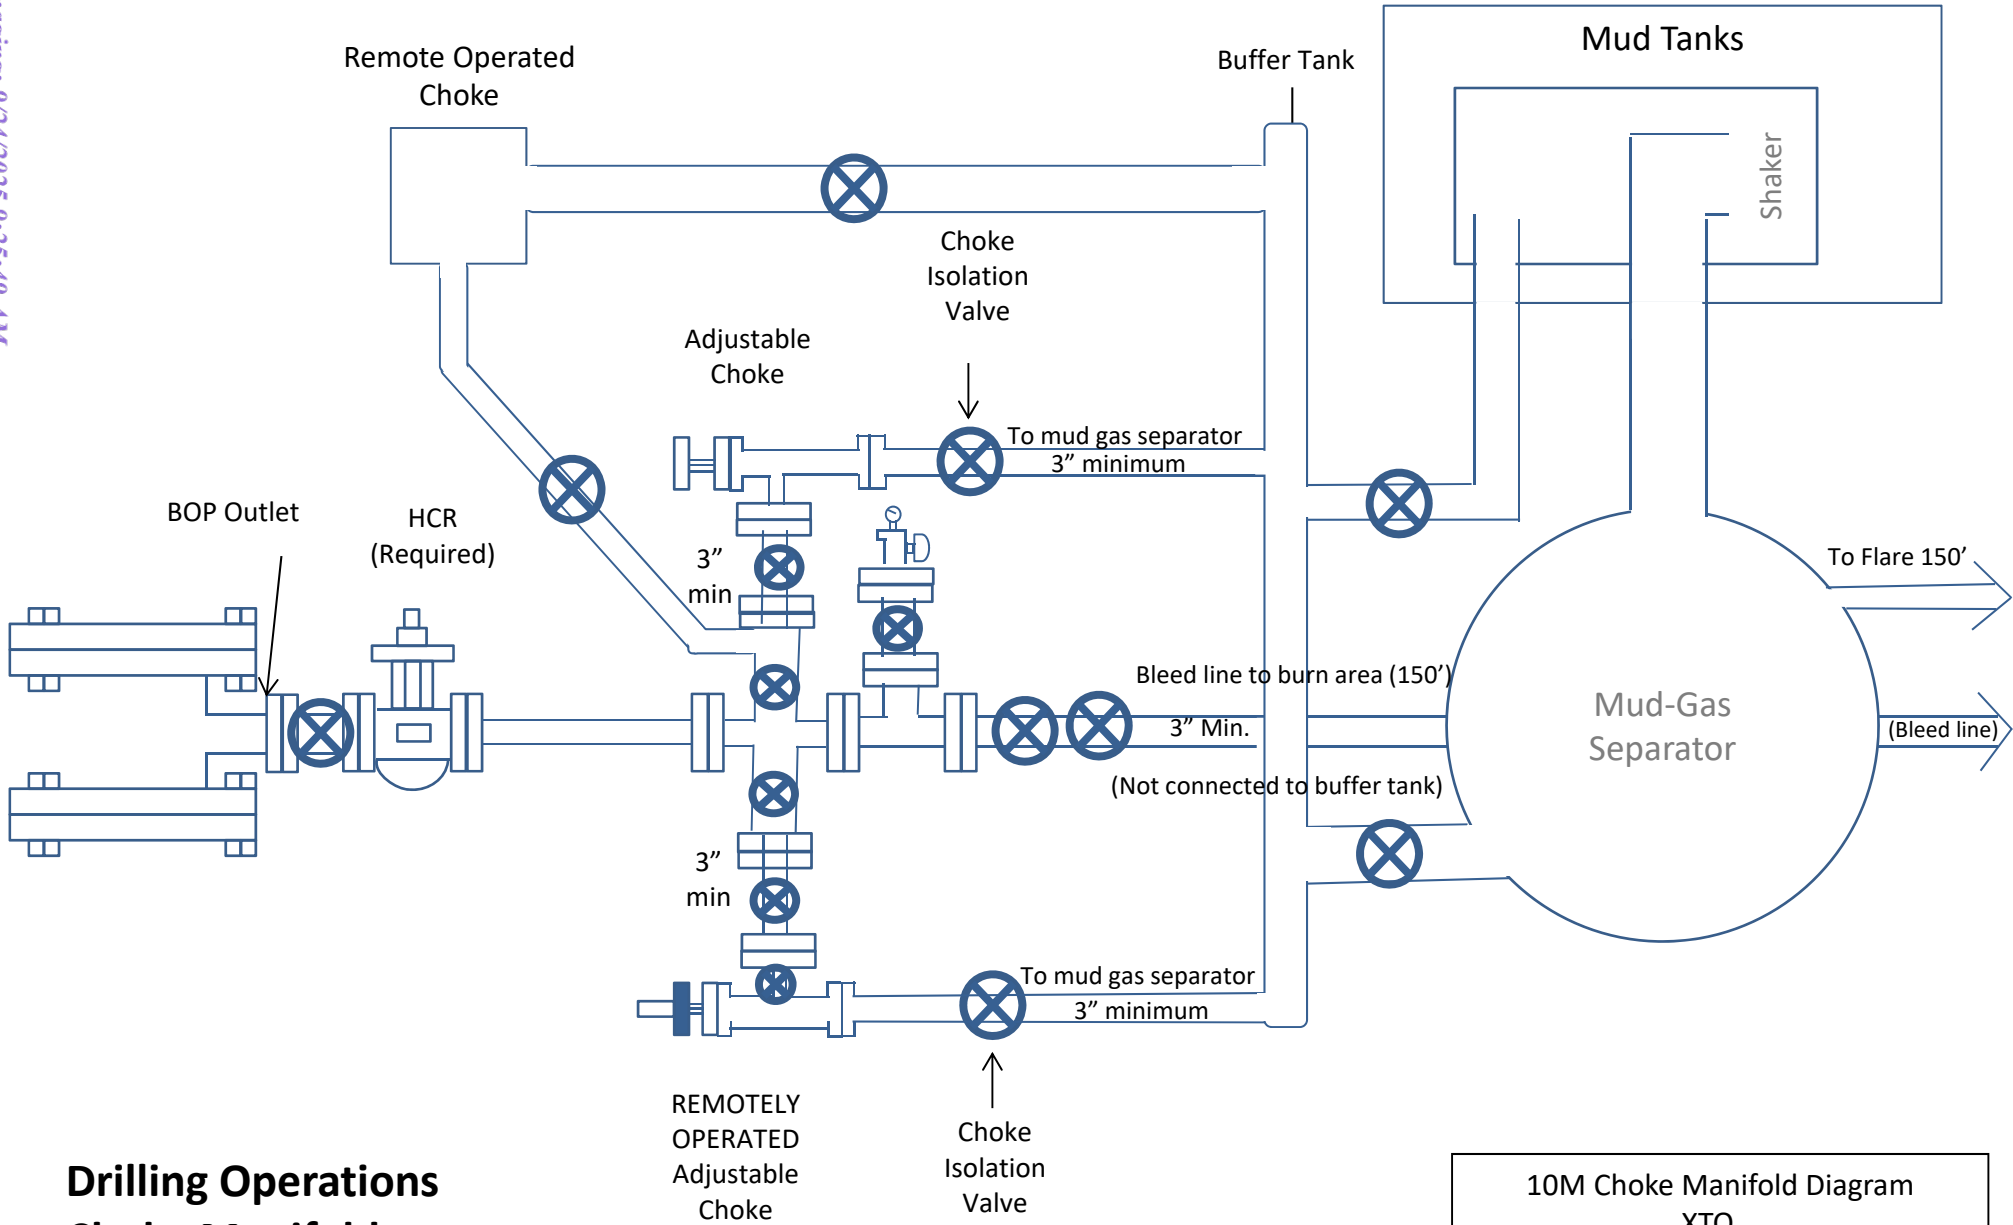 Remote Operated
Choke
Buffer Tank
Mud Tanks
Shaker
Choke
Isolation
Valve
Adjustable
Choke
To mud gas separator
3” minimum
BOP Outlet
HCR
(Required)
3”
min
To Flare 150’
Bleed line to burn area (150’)
3” Min.
(Not connected to buffer tank)
Mud-Gas
Separator
(Bleed line)
3”
min
To mud gas separator
3” minimum
REMOTELY
OPERATED
Adjustable
Choke
Choke
Isolation
Valve
Drilling Operations
Choke Manifold
10M Choke Manifold Diagram
XTO